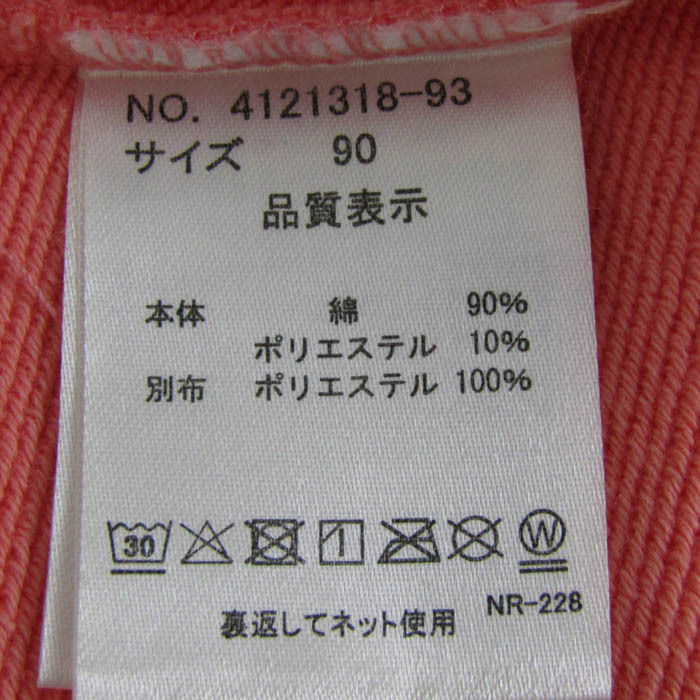 NO. 4121318-93
サイズ 90
品質表示
本体 綿 90%
ポリエステル 10%
別布 ポリエステル 100%
30 W
裏返してネット使用 NR-228